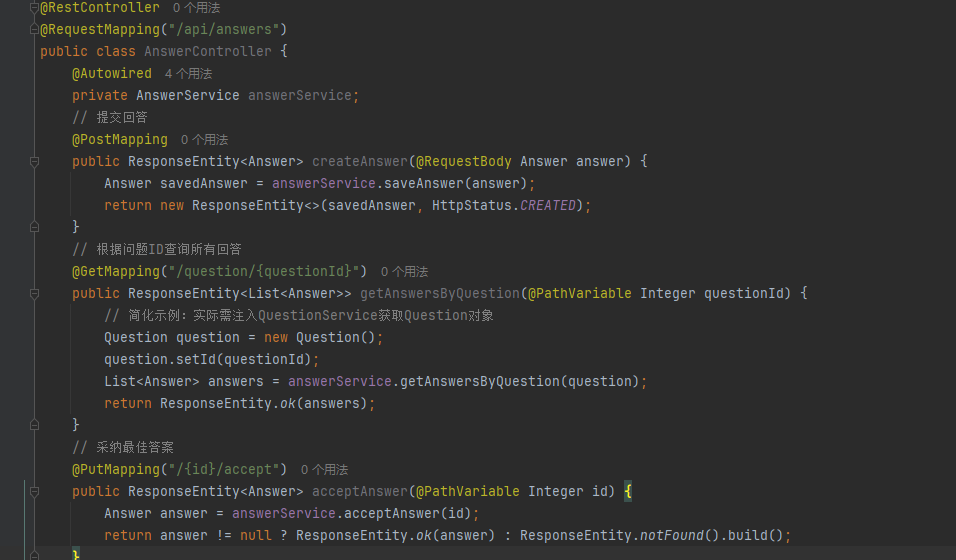 @RestController 0 个用法
@RequestMapping("/api/answers")
public class AnswerController {
@Autowired 4 个用法
private AnswerService answerService;
// 提交回答
@PostMapping 0 个用法
public ResponseEntity<Answer> createAnswer(@RequestBody Answer answer) {
Answer savedAnswer = answerService.saveAnswer(answer);
return new ResponseEntity<>(savedAnswer, HttpStatus.CREATED);
}
// 根据问题ID查询所有回答
@GetMapping("/question/{questionId}") 0 个用法
public ResponseEntity<List<Answer>> getAnswersByQuestion(@PathVariable Integer questionId) {
// 简化示例：实际需注入QuestionService获取Question对象
Question question = new Question();
question.setId(questionId);
List<Answer> answers = answerService.getAnswersByQuestion(question);
return ResponseEntity.ok(answers);
}
// 采纳最佳答案
@PutMapping("/{id}/accept") 0 个用法
public ResponseEntity<Answer> acceptAnswer(@PathVariable Integer id) {
Answer answer = answerService.acceptAnswer(id);
return answer != null ? ResponseEntity.ok(answer) : ResponseEntity.notFound().build();
}